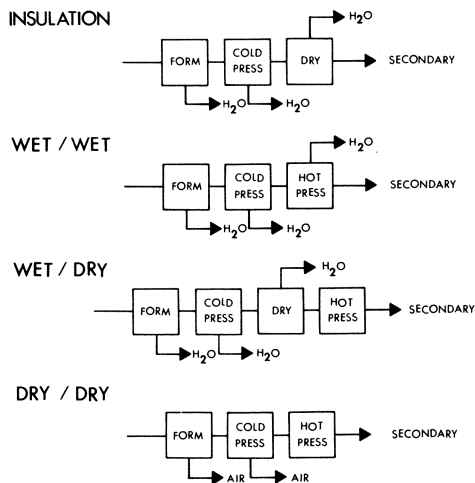 INSULATION
H2O
FORM
COLD PRESS
DRY
SECONDARY
H2O
H2O
WET / WET
H2O
FORM
COLD PRESS
HOT PRESS
SECONDARY
H2O
H2O
WET / DRY
H2O
FORM
COLD PRESS
DRY
HOT PRESS
SECONDARY
H2O
H2O
DRY / DRY
FORM
COLD PRESS
HOT PRESS
SECONDARY
AIR
AIR